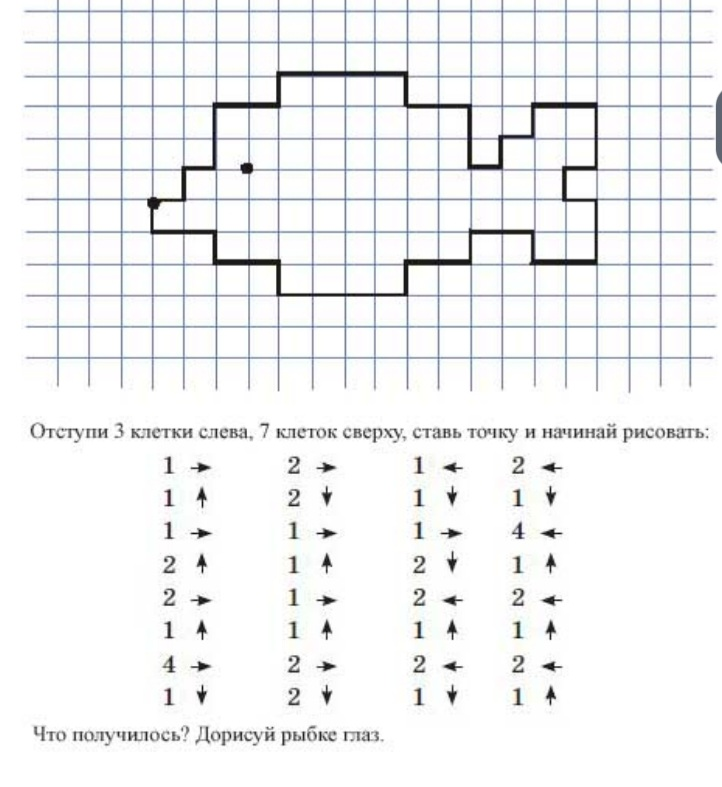 Отступи 3 клетки слева, 7 клеток сверху, ставь точку и начинай рисовать:
1 → 2 → 1 ← 2 ←
1 ↑ 2 ↓ 1 ↓ 1 ↓
1 → 1 → 1 → 4 ←
2 ↑ 1 ↑ 2 ↓ 1 ↑
2 → 1 → 2 ← 2 ←
1 ↑ 1 ↑ 1 ↑ 1 ↑
4 → 2 → 2 ← 2 ←
1 ↓ 2 ↓ 1 ↓ 1 ↑
Что получилось? Дорисуй рыбке глаз.